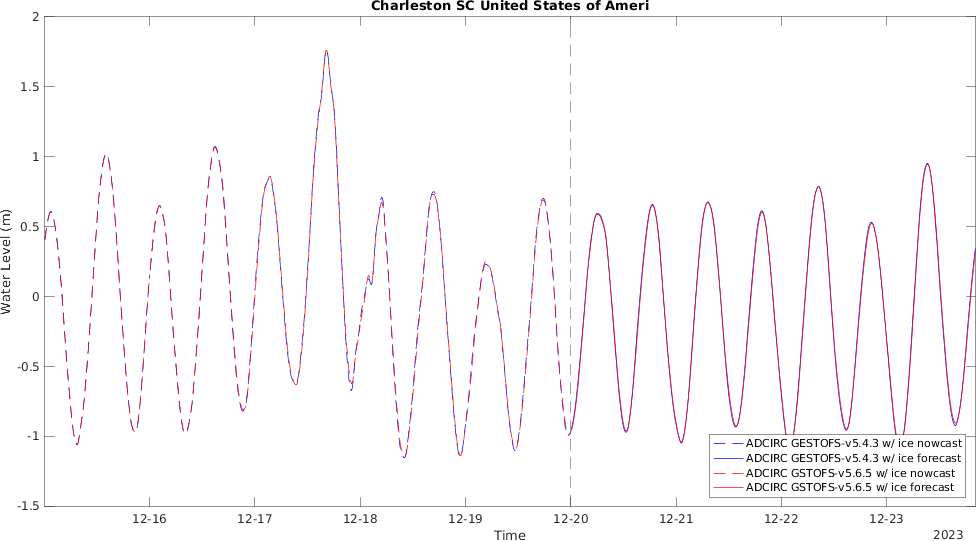 Charleston SC United States of Ameri
2
1.5
1
0.5
0
-0.5
-1
-1.5
Water Level (m)
12-16
12-17
12-18
12-19
12-20
12-21
12-22
12-23
Time
2023
ADCIRC GESTOFS-v5.4.3 w/ ice nowcast
ADCIRC GESTOFS-v5.4.3 w/ ice forecast
ADCIRC GSTOFS-v5.6.5 w/ ice nowcast
ADCIRC GSTOFS-v5.6.5 w/ ice forecast